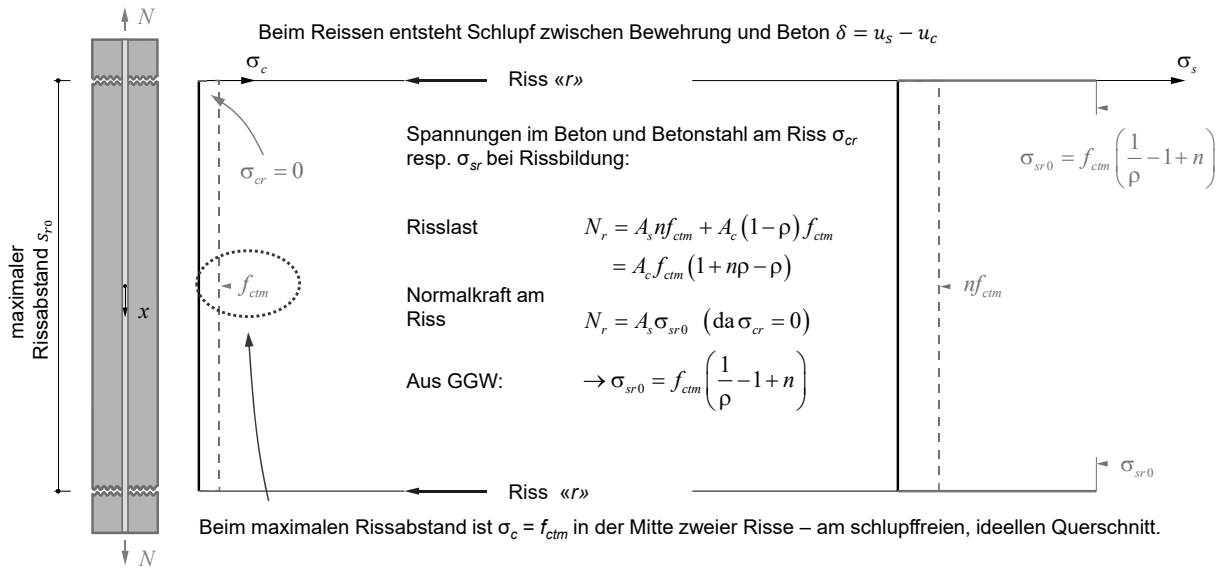 N
Beim Reissen entsteht Schlupf zwischen Bewehrung und Beton δ = u_s − u_c
σ_c
Riss «r»
σ_s
Spannungen im Beton und Betonstahl am Riss σ_cr
resp. σ_sr bei Rissbildung:
σ_cr = 0
σ_sr0 = f_ctm (1/ρ − 1 + n)
Risslast N_r = A_s n f_ctm + A_c (1 − ρ) f_ctm
= A_c f_ctm (1 + nρ − ρ)
maximaler
Rissabstand s_r0
x
f_ctm
n f_ctm
Normalkraft am
Riss N_r = A_s σ_sr0 (da σ_cr = 0)
Aus GGW: → σ_sr0 = f_ctm (1/ρ − 1 + n)
σ_sr0
Riss «r»
Beim maximalen Rissabstand ist σ_c = f_ctm in der Mitte zweier Risse – am schlupffreien, ideellen Querschnitt.
N